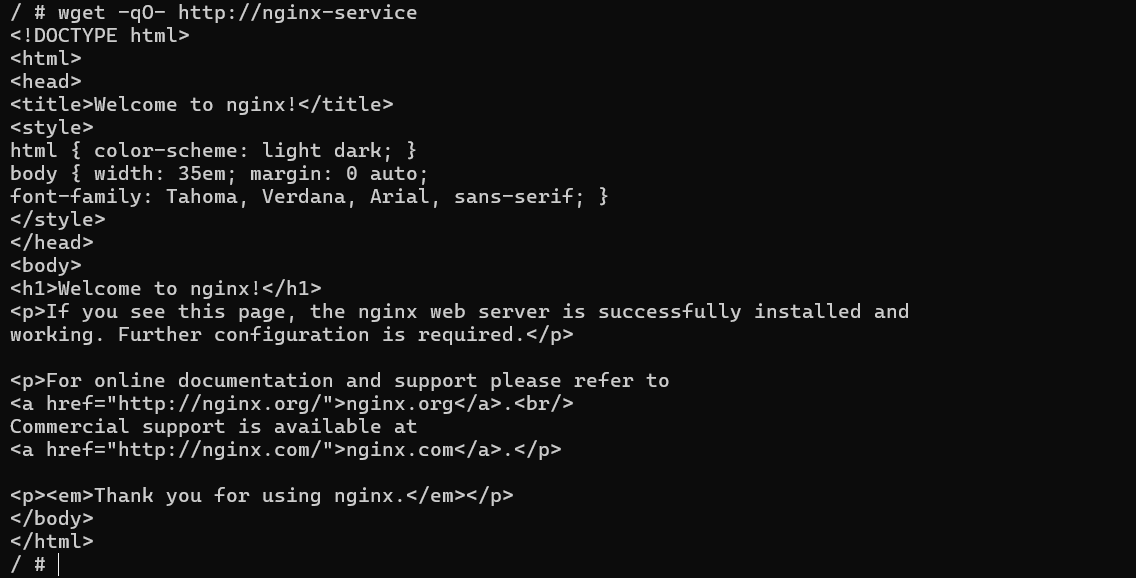 / # wget -qO- http://nginx-service
<!DOCTYPE html>
<html>
<head>
<title>Welcome to nginx!</title>
<style>
html { color-scheme: light dark; }
body { width: 35em; margin: 0 auto;
font-family: Tahoma, Verdana, Arial, sans-serif; }
</style>
</head>
<body>
<h1>Welcome to nginx!</h1>
<p>If you see this page, the nginx web server is successfully installed and
working. Further configuration is required.</p>

<p>For online documentation and support please refer to
<a href="http://nginx.org/">nginx.org</a>.<br/>
Commercial support is available at
<a href="http://nginx.com/">nginx.com</a>.</p>

<p><em>Thank you for using nginx.</em></p>
</body>
</html>
/ #